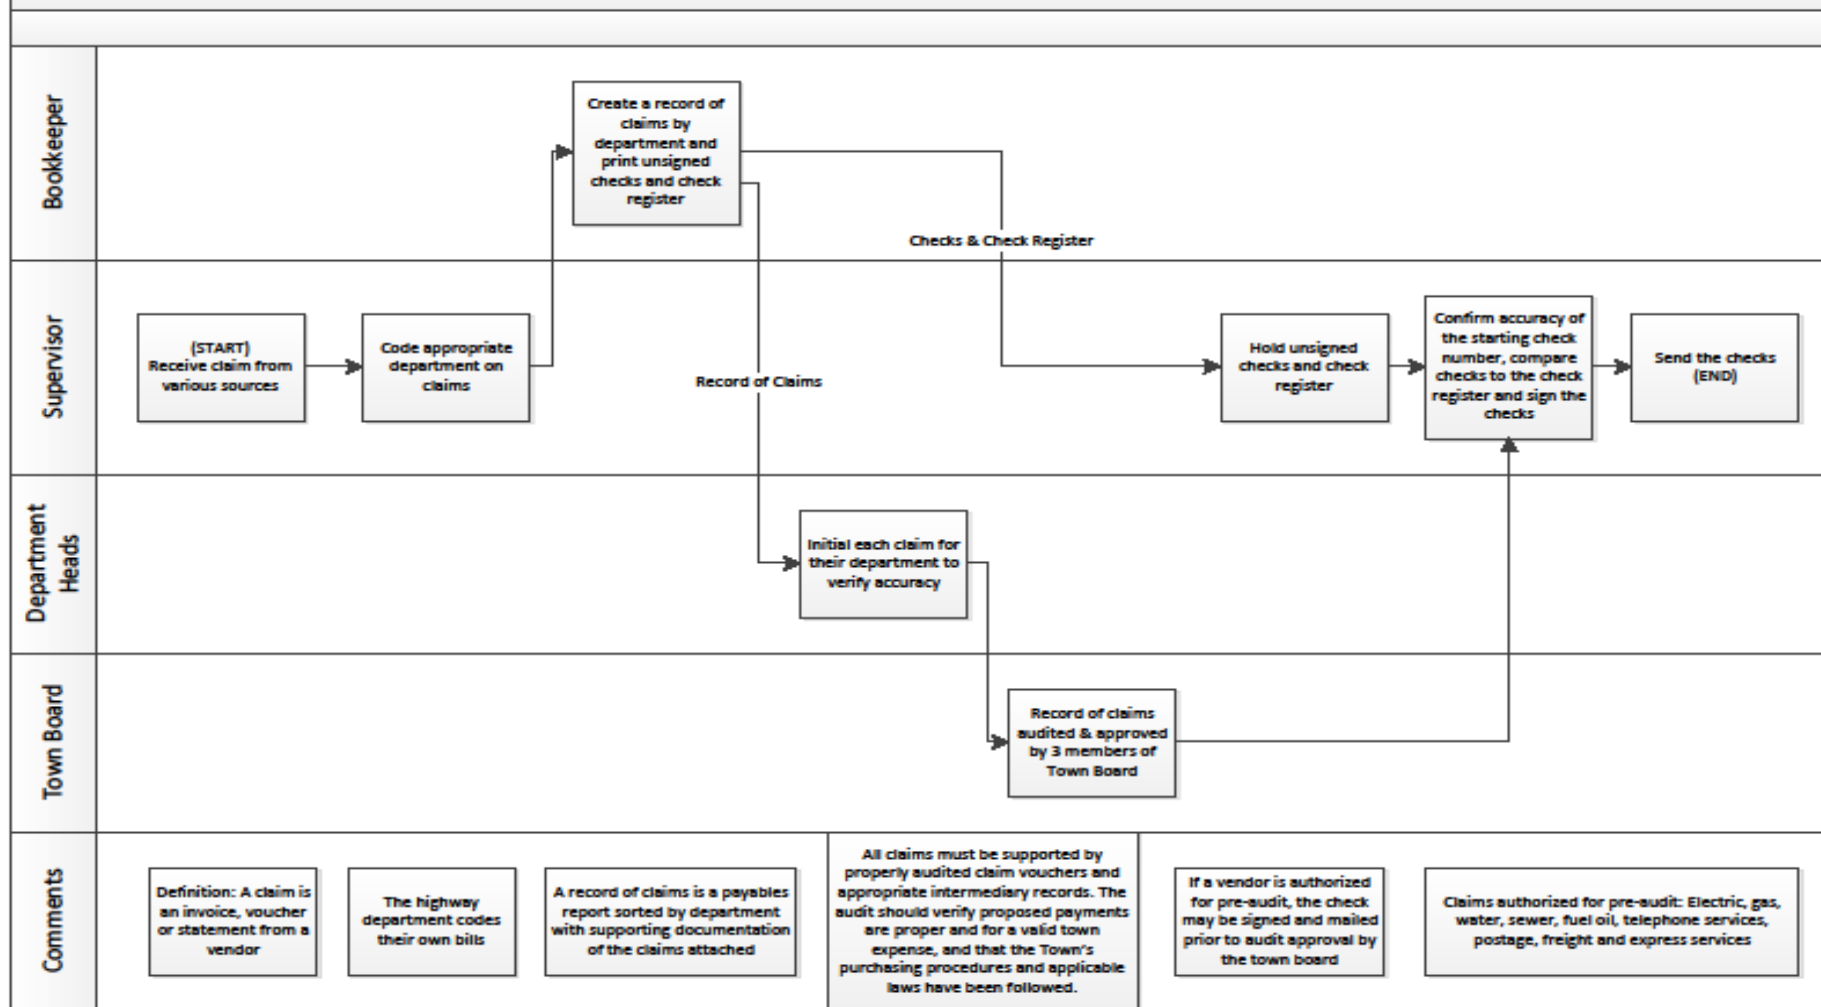 Bookkeeper
Create a record of
claims by
department and
print unsigned
checks and check
register
Checks & Check Register
Supervisor
(START)
Receive claim from
various sources
Code appropriate
department on
claims
Record of Claims
Hold unsigned
checks and check
register
Confirm accuracy of
the starting check
number, compare
checks to the check
register and sign the
checks
Send the checks
(END)
Department
Heads
Initial each claim for
their department to
verify accuracy
Town Board
Record of claims
audited & approved
by 3 members of
Town Board
Comments
Definition: A claim is
an invoice, voucher
or statement from a
vendor
The highway
department codes
their own bills
A record of claims is a payables
report sorted by department
with supporting documentation
of the claims attached
All claims must be supported by
properly audited claim vouchers and
appropriate intermediary records. The
audit should verify proposed payments
are proper and for a valid town
expense, and that the Town's
purchasing procedures and applicable
laws have been followed.
If a vendor is authorized
for pre-audit, the check
may be signed and mailed
prior to audit approval by
the town board
Claims authorized for pre-audit: Electric, gas,
water, sewer, fuel oil, telephone services,
postage, freight and express services